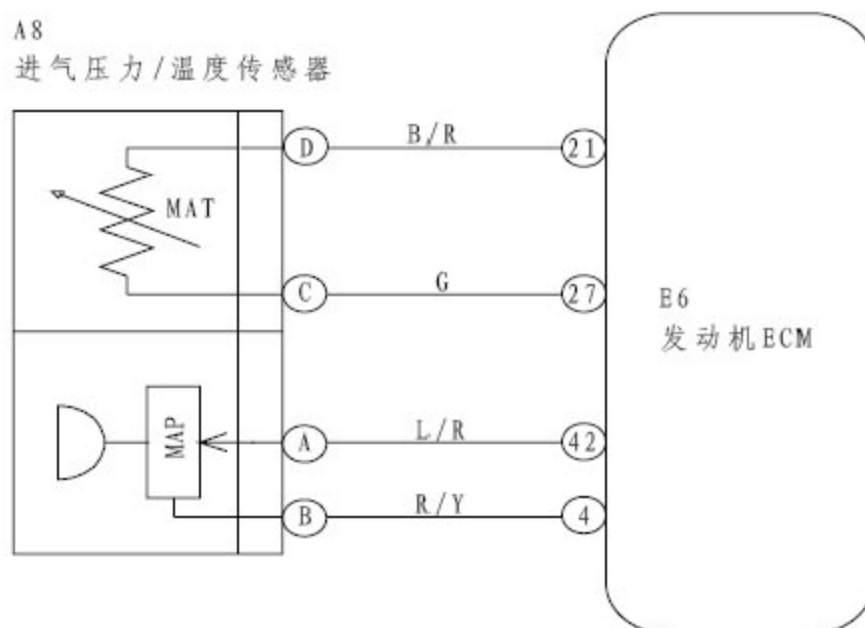 A8
进气压力/温度传感器
D B/R 21
MAT
C G 27
E6
发动机ECM
MAP
A L/R 42
B R/Y 4